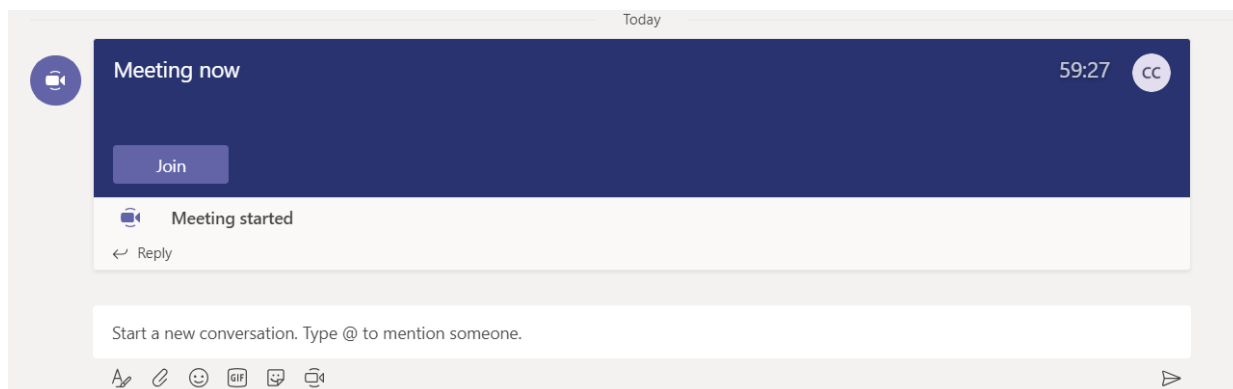 Today
Meeting now 59:27 CC
Join
Meeting started
Reply
Start a new conversation. Type @ to mention someone.
GIF